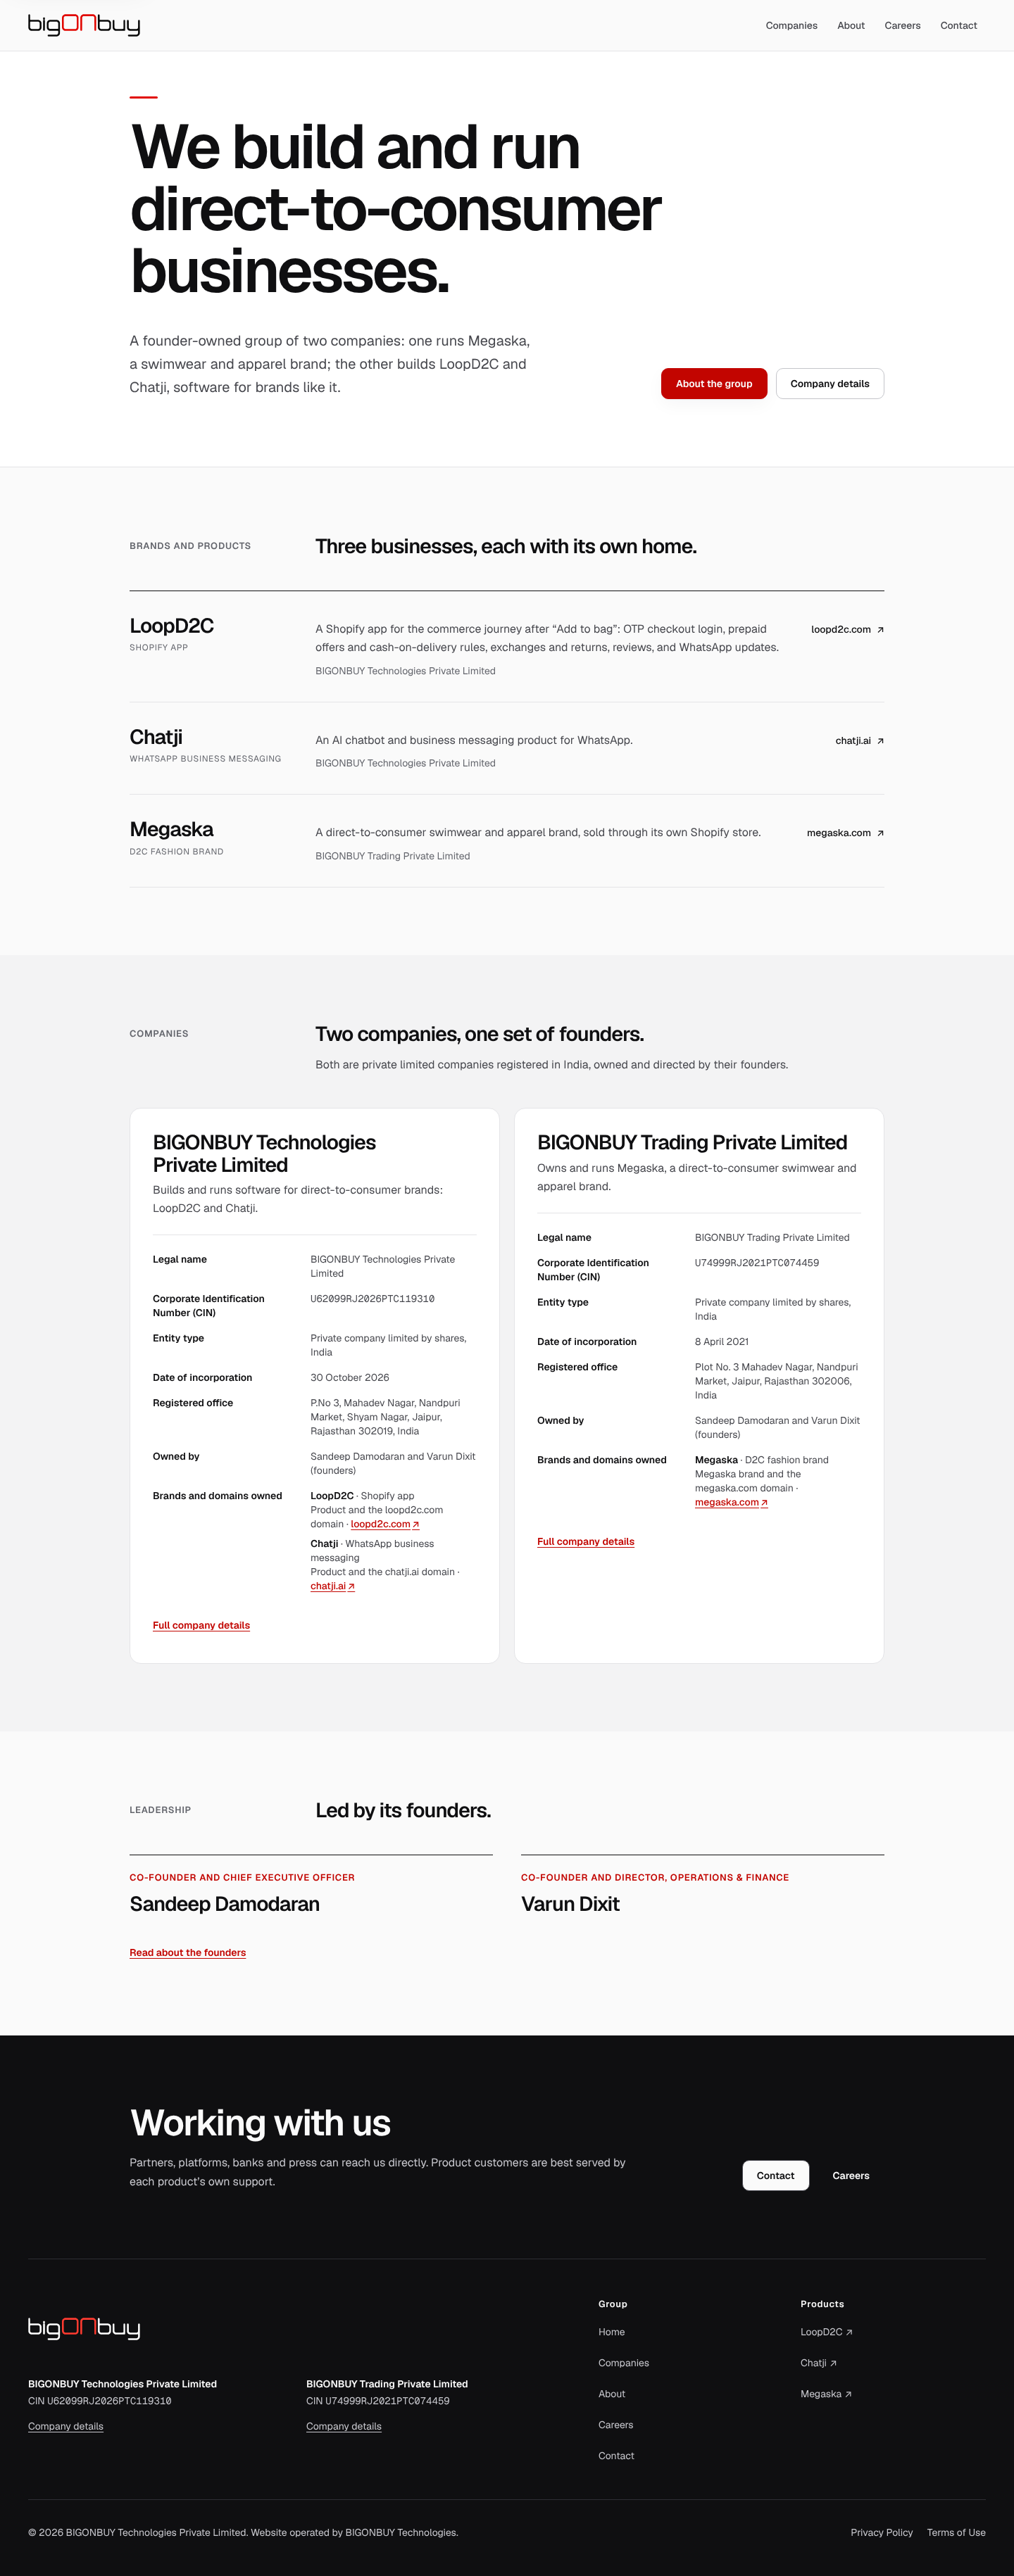 bigONbuy
Companies About Careers Contact
We build and run
direct-to-consumer
businesses.
A founder-owned group of two companies: one runs Megaska,
a swimwear and apparel brand; the other builds LoopD2C and
Chatji, software for brands like it.
About the group Company details
BRANDS AND PRODUCTS
Three businesses, each with its own home.
LoopD2C
SHOPIFY APP
A Shopify app for the commerce journey after “Add to bag”: OTP checkout login, prepaid
offers and cash-on-delivery rules, exchanges and returns, reviews, and WhatsApp updates.
BIGONBUY Technologies Private Limited
loopd2c.com ↗
Chatji
WHATSAPP BUSINESS MESSAGING
An AI chatbot and business messaging product for WhatsApp.
BIGONBUY Technologies Private Limited
chatji.ai ↗
Megaska
D2C FASHION BRAND
A direct-to-consumer swimwear and apparel brand, sold through its own Shopify store.
BIGONBUY Trading Private Limited
megaska.com ↗
COMPANIES
Two companies, one set of founders.
Both are private limited companies registered in India, owned and directed by their founders.
BIGONBUY Technologies
Private Limited
Builds and runs software for direct-to-consumer brands:
LoopD2C and Chatji.
Legal name
BIGONBUY Technologies Private
Limited
Corporate Identification
Number (CIN)
U62099RJ2026PTC119310
Entity type
Private company limited by shares,
India
Date of incorporation
30 October 2026
Registered office
P.No 3, Mahadev Nagar, Nandpuri
Market, Shyam Nagar, Jaipur,
Rajasthan 302019, India
Owned by
Sandeep Damodaran and Varun Dixit
(founders)
Brands and domains owned
LoopD2C · Shopify app
Product and the loopd2c.com
domain · loopd2c.com ↗
Chatji · WhatsApp business
messaging
Product and the chatji.ai domain ·
chatji.ai ↗
Full company details
BIGONBUY Trading Private Limited
Owns and runs Megaska, a direct-to-consumer swimwear and
apparel brand.
Legal name
BIGONBUY Trading Private Limited
Corporate Identification
Number (CIN)
U74999RJ2021PTC074459
Entity type
Private company limited by shares,
India
Date of incorporation
8 April 2021
Registered office
Plot No. 3 Mahadev Nagar, Nandpuri
Market, Jaipur, Rajasthan 302006,
India
Owned by
Sandeep Damodaran and Varun Dixit
(founders)
Brands and domains owned
Megaska · D2C fashion brand
Megaska brand and the
megaska.com domain ·
megaska.com ↗
Full company details
LEADERSHIP
Led by its founders.
CO-FOUNDER AND CHIEF EXECUTIVE OFFICER
Sandeep Damodaran
CO-FOUNDER AND DIRECTOR, OPERATIONS & FINANCE
Varun Dixit
Read about the founders
Working with us
Partners, platforms, banks and press can reach us directly. Product customers are best served by
each product’s own support.
Contact Careers
bigONbuy
BIGONBUY Technologies Private Limited
CIN U62099RJ2026PTC119310
Company details
BIGONBUY Trading Private Limited
CIN U74999RJ2021PTC074459
Company details
Group
Home
Companies
About
Careers
Contact
Products
LoopD2C ↗
Chatji ↗
Megaska ↗
© 2026 BIGONBUY Technologies Private Limited. Website operated by BIGONBUY Technologies.
Privacy Policy Terms of Use